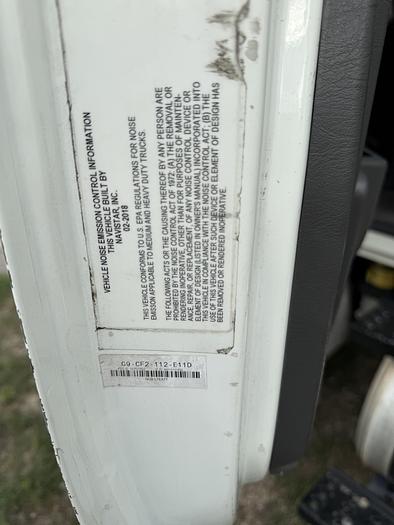 VEHICLE NOISE EMISSION CONTROL INFORMATION
THIS VEHICLE BUILT BY
NAVISTAR, INC.
02-2018
THIS VEHICLE CONFORMS TO U.S. EPA REGULATIONS FOR NOISE
EMISSON APPLICABLE TO MEDIUM AND HEAVY DUTY TRUCKS.
THE FOLLOWING ACTS OR THE CAUSING THEREOF BY ANY PERSON ARE
PROHIBITED BY THE NOISE CONTROL ACT OF 1972: (A) THE REMOVAL OR
RENDERING INOPERATIVE, OTHER THAN FOR PURPOSES OF MAINTEN-
ANCE, REPAIR, OR REPLACEMENT, OF ANY NOISE CONTROL DEVICE OR
ELEMENT OF DESIGN (LISTED IN OWNER'S MANUAL) INCORPORATED INTO
THIS VEHICLE IN COMPLIANCE WITH THE NOISE CONTROL ACT; (B) THE
USE OF THIS VEHICLE AFTER SUCH DEVICE OR ELEMENT OF DESIGN HAS
BEEN REMOVED OR RENDERED INOPERATIVE.
G9-CF2-112-E11D